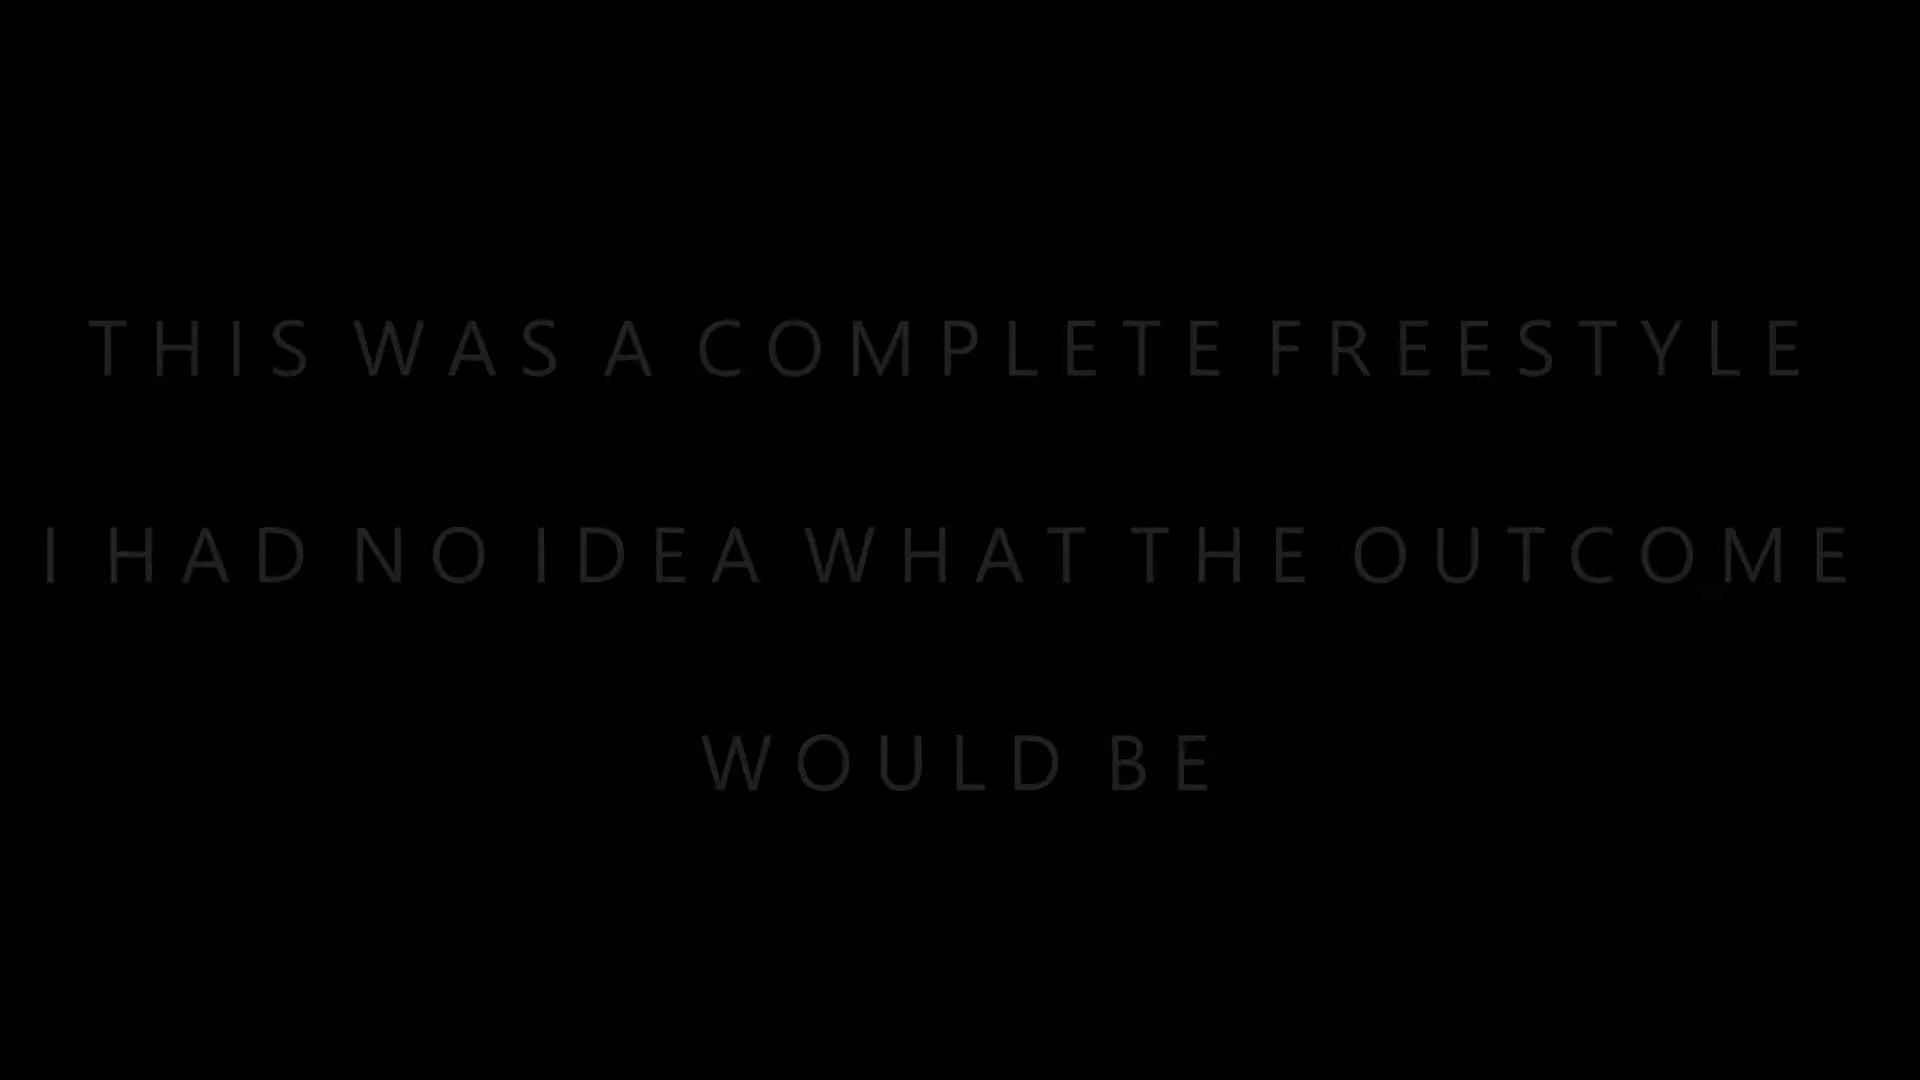 THIS WAS A COMPLETE FREESTYLE
I HAD NO IDEA WHAT THE OUTCOME
WOULD BE